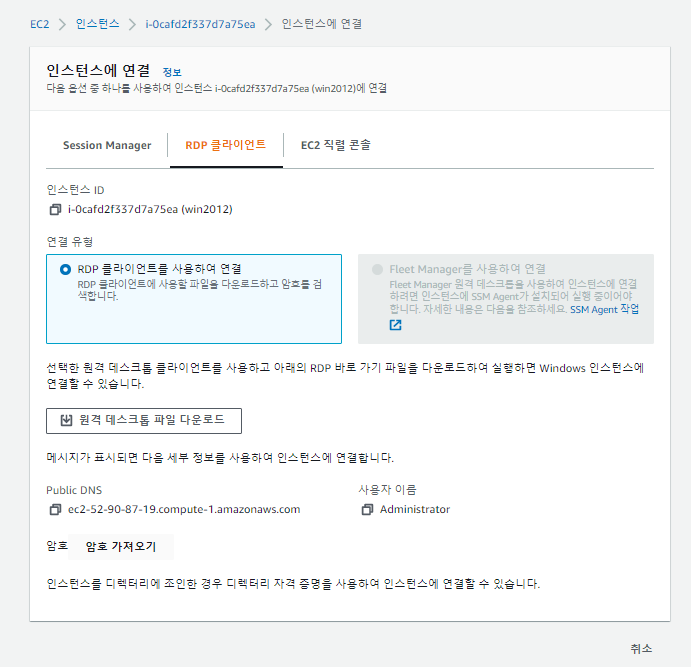 EC2 > 인스턴스 > i-0cafd2f337d7a75ea > 인스턴스에 연결
인스턴스에 연결 정보
다음 옵션 중 하나를 사용하여 인스턴스 i-0cafd2f337d7a75ea (win2012)에 연결
Session Manager RDP 클라이언트 EC2 직렬 콘솔
인스턴스 ID
i-0cafd2f337d7a75ea (win2012)
연결 유형
RDP 클라이언트를 사용하여 연결
RDP 클라이언트에 사용할 파일을 다운로드하고 암호를 검
색합니다.
Fleet Manager를 사용하여 연결
Fleet Manager 원격 데스크톱을 사용하여 인스턴스에 연결
하려면 인스턴스에 SSM Agent가 설치되어 실행 중이어야
합니다. 자세한 내용은 다음을 참조하세요. SSM Agent 작업
선택한 원격 데스크톱 클라이언트를 사용하고 아래의 RDP 바로 가기 파일을 다운로드하여 실행하면 Windows 인스턴스에
연결할 수 있습니다.
원격 데스크톱 파일 다운로드
메시지가 표시되면 다음 세부 정보를 사용하여 인스턴스에 연결합니다.
Public DNS
ec2-52-90-87-19.compute-1.amazonaws.com
사용자 이름
Administrator
암호 암호 가져오기
인스턴스를 디렉터리에 조인한 경우 디렉터리 자격 증명을 사용하여 인스턴스에 연결할 수 있습니다.
취소